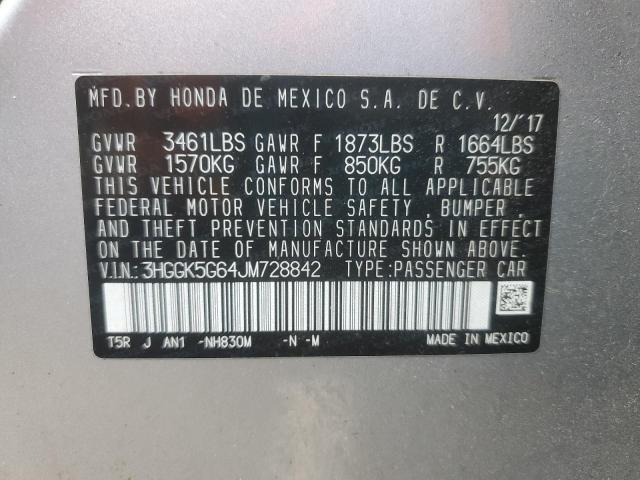 MFD. BY HONDA DE MEXICO S.A. DE C.V.
12/'17
GVWR 3461LBS GAWR F 1873LBS R 1664LBS
GVWR 1570KG GAWR F 850KG R 755KG
THIS VEHICLE CONFORMS TO ALL APPLICABLE
FEDERAL MOTOR VEHICLE SAFETY , BUMPER ,
AND THEFT PREVENTION STANDARDS IN EFFECT
ON THE DATE OF MANUFACTURE SHOWN ABOVE.
V.I.N.: 3HGGK5G64JM728842 TYPE:PASSENGER CAR
T5R J AN1 -NH830M -N -M MADE IN MEXICO